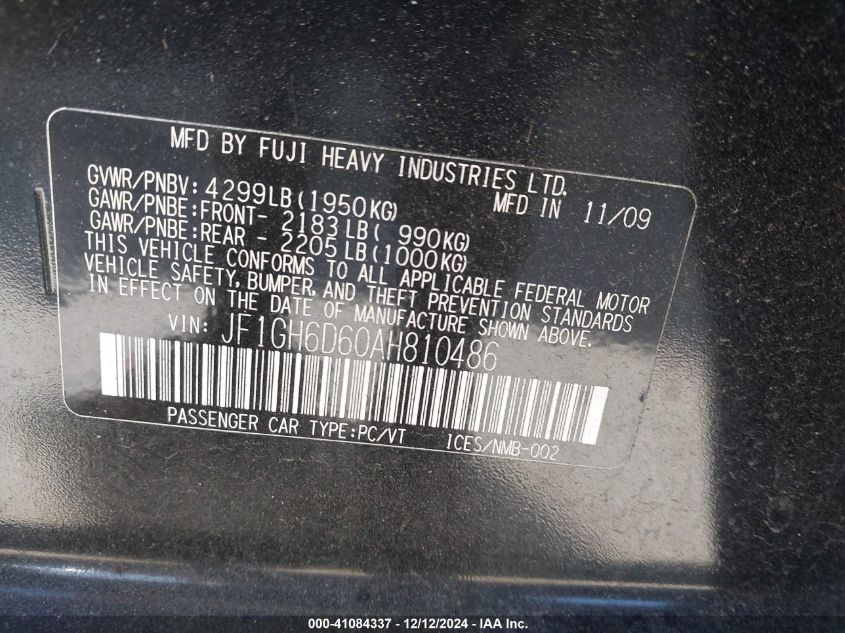 MFD BY FUJI HEAVY INDUSTRIES LTD.
GVWR/PNBV: 4299LB(1950KG) MFD IN 11/09
GAWR/PNBE:FRONT- 2183LB( 990KG)
GAWR/PNBE:REAR - 2205LB(1000KG)
THIS VEHICLE CONFORMS TO ALL APPLICABLE FEDERAL MOTOR
VEHICLE SAFETY, BUMPER, AND THEFT PREVENTION STANDARDS
IN EFFECT ON THE DATE OF MANUFACTURE SHOWN ABOVE.
VIN: JF1GH6D60AH810486
PASSENGER CAR TYPE:PC/VT ICES/NMB-002
000-41084337 - 12/12/2024 - IAA Inc.